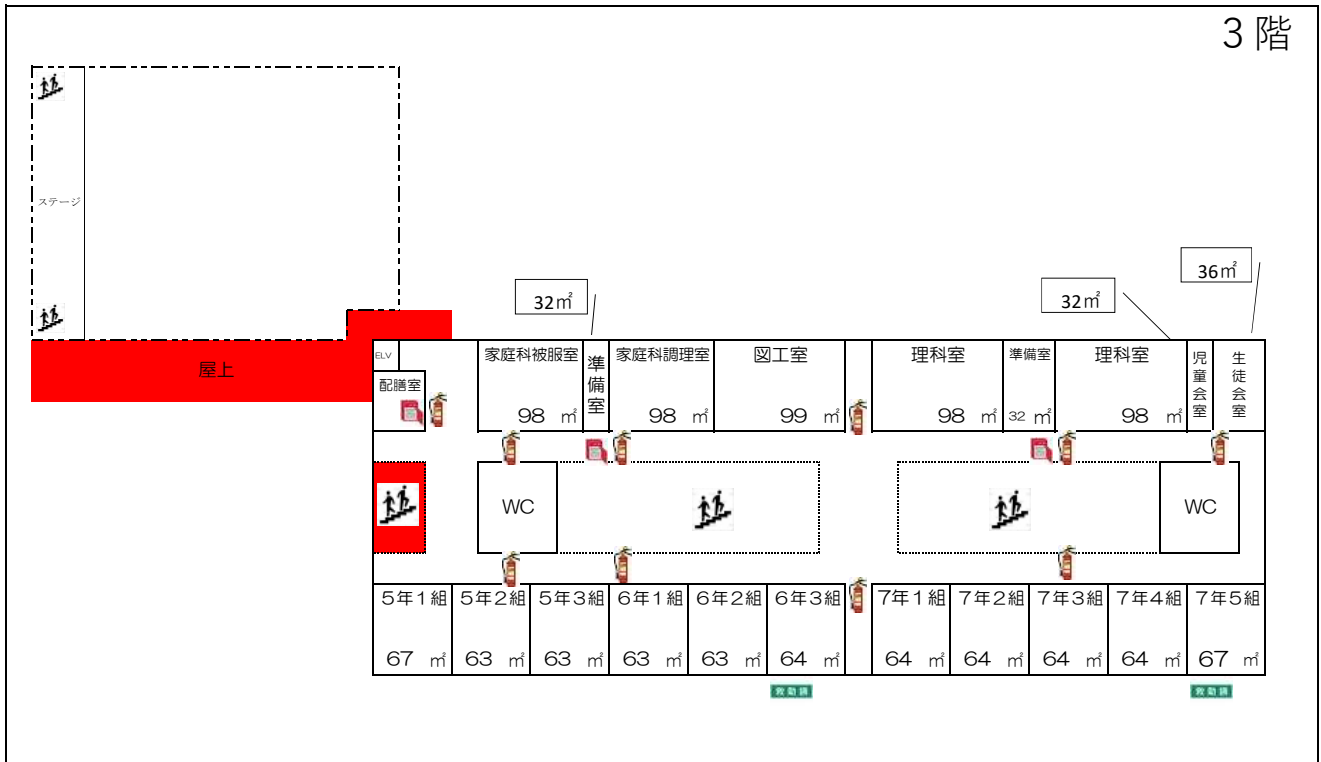 3階
ステージ
屋上
32㎡
32㎡
36㎡
ELV
配膳室
家庭科被服室
98 ㎡
準備室
家庭科調理室
98 ㎡
図工室
99 ㎡
理科室
98 ㎡
準備室
32 ㎡
理科室
98 ㎡
児童会室
生徒会室
WC
WC
5年1組
67 ㎡
5年2組
63 ㎡
5年3組
63 ㎡
6年1組
63 ㎡
6年2組
63 ㎡
6年3組
64 ㎡
7年1組
64 ㎡
7年2組
64 ㎡
7年3組
64 ㎡
7年4組
64 ㎡
7年5組
67 ㎡